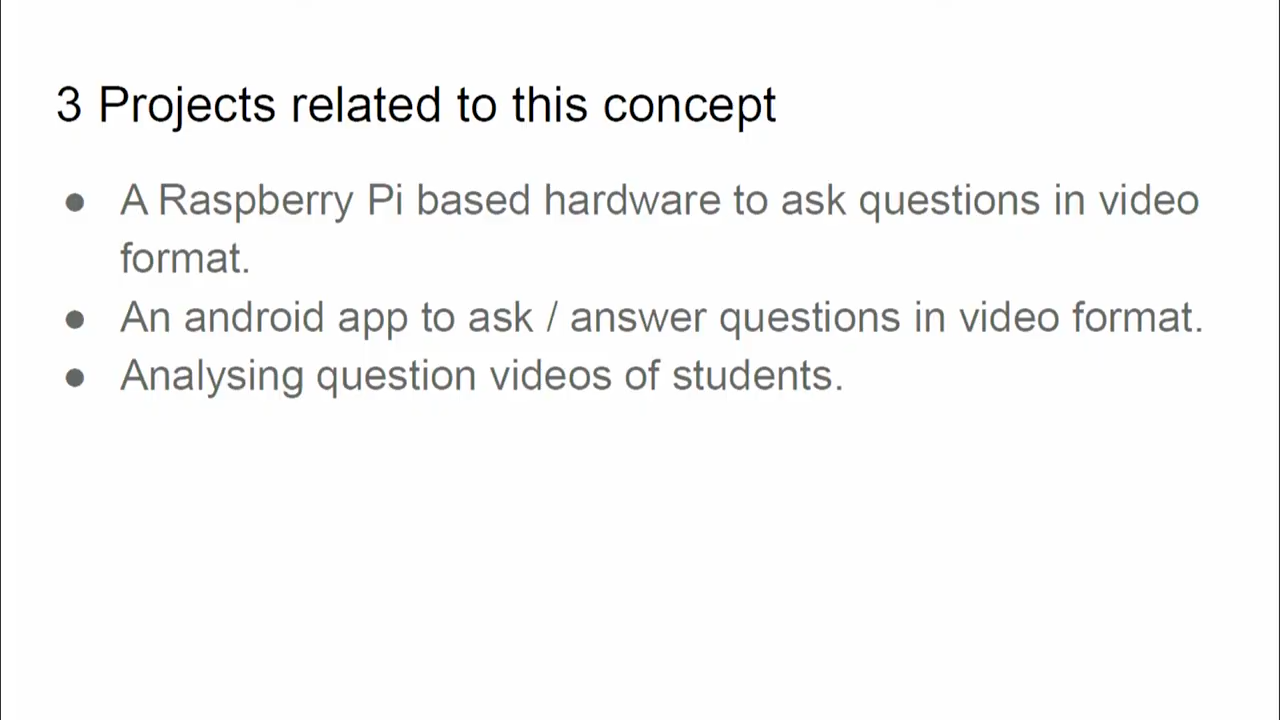 3 Projects related to this concept
● A Raspberry Pi based hardware to ask questions in video
format.
● An android app to ask / answer questions in video format.
● Analysing question videos of students.